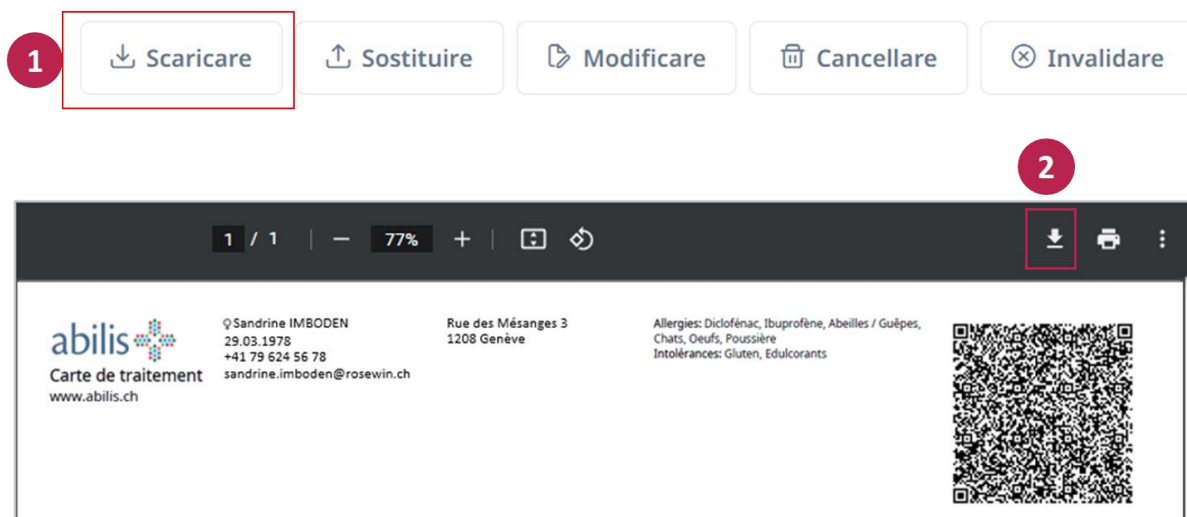 1
Scaricare
Sostituire
Modificare
Cancellare
Invalidare
2
1 / 1 | − 77% + |
abilis
Carte de traitement
www.abilis.ch
♀Sandrine IMBODEN
29.03.1978
+41 79 624 56 78
sandrine.imboden@rosewin.ch
Rue des Mésanges 3
1208 Genève
Allergies: Diclofénac, Ibuprofène, Abeilles / Guêpes,
Chats, Oeufs, Poussière
Intolérances: Gluten, Edulcorants